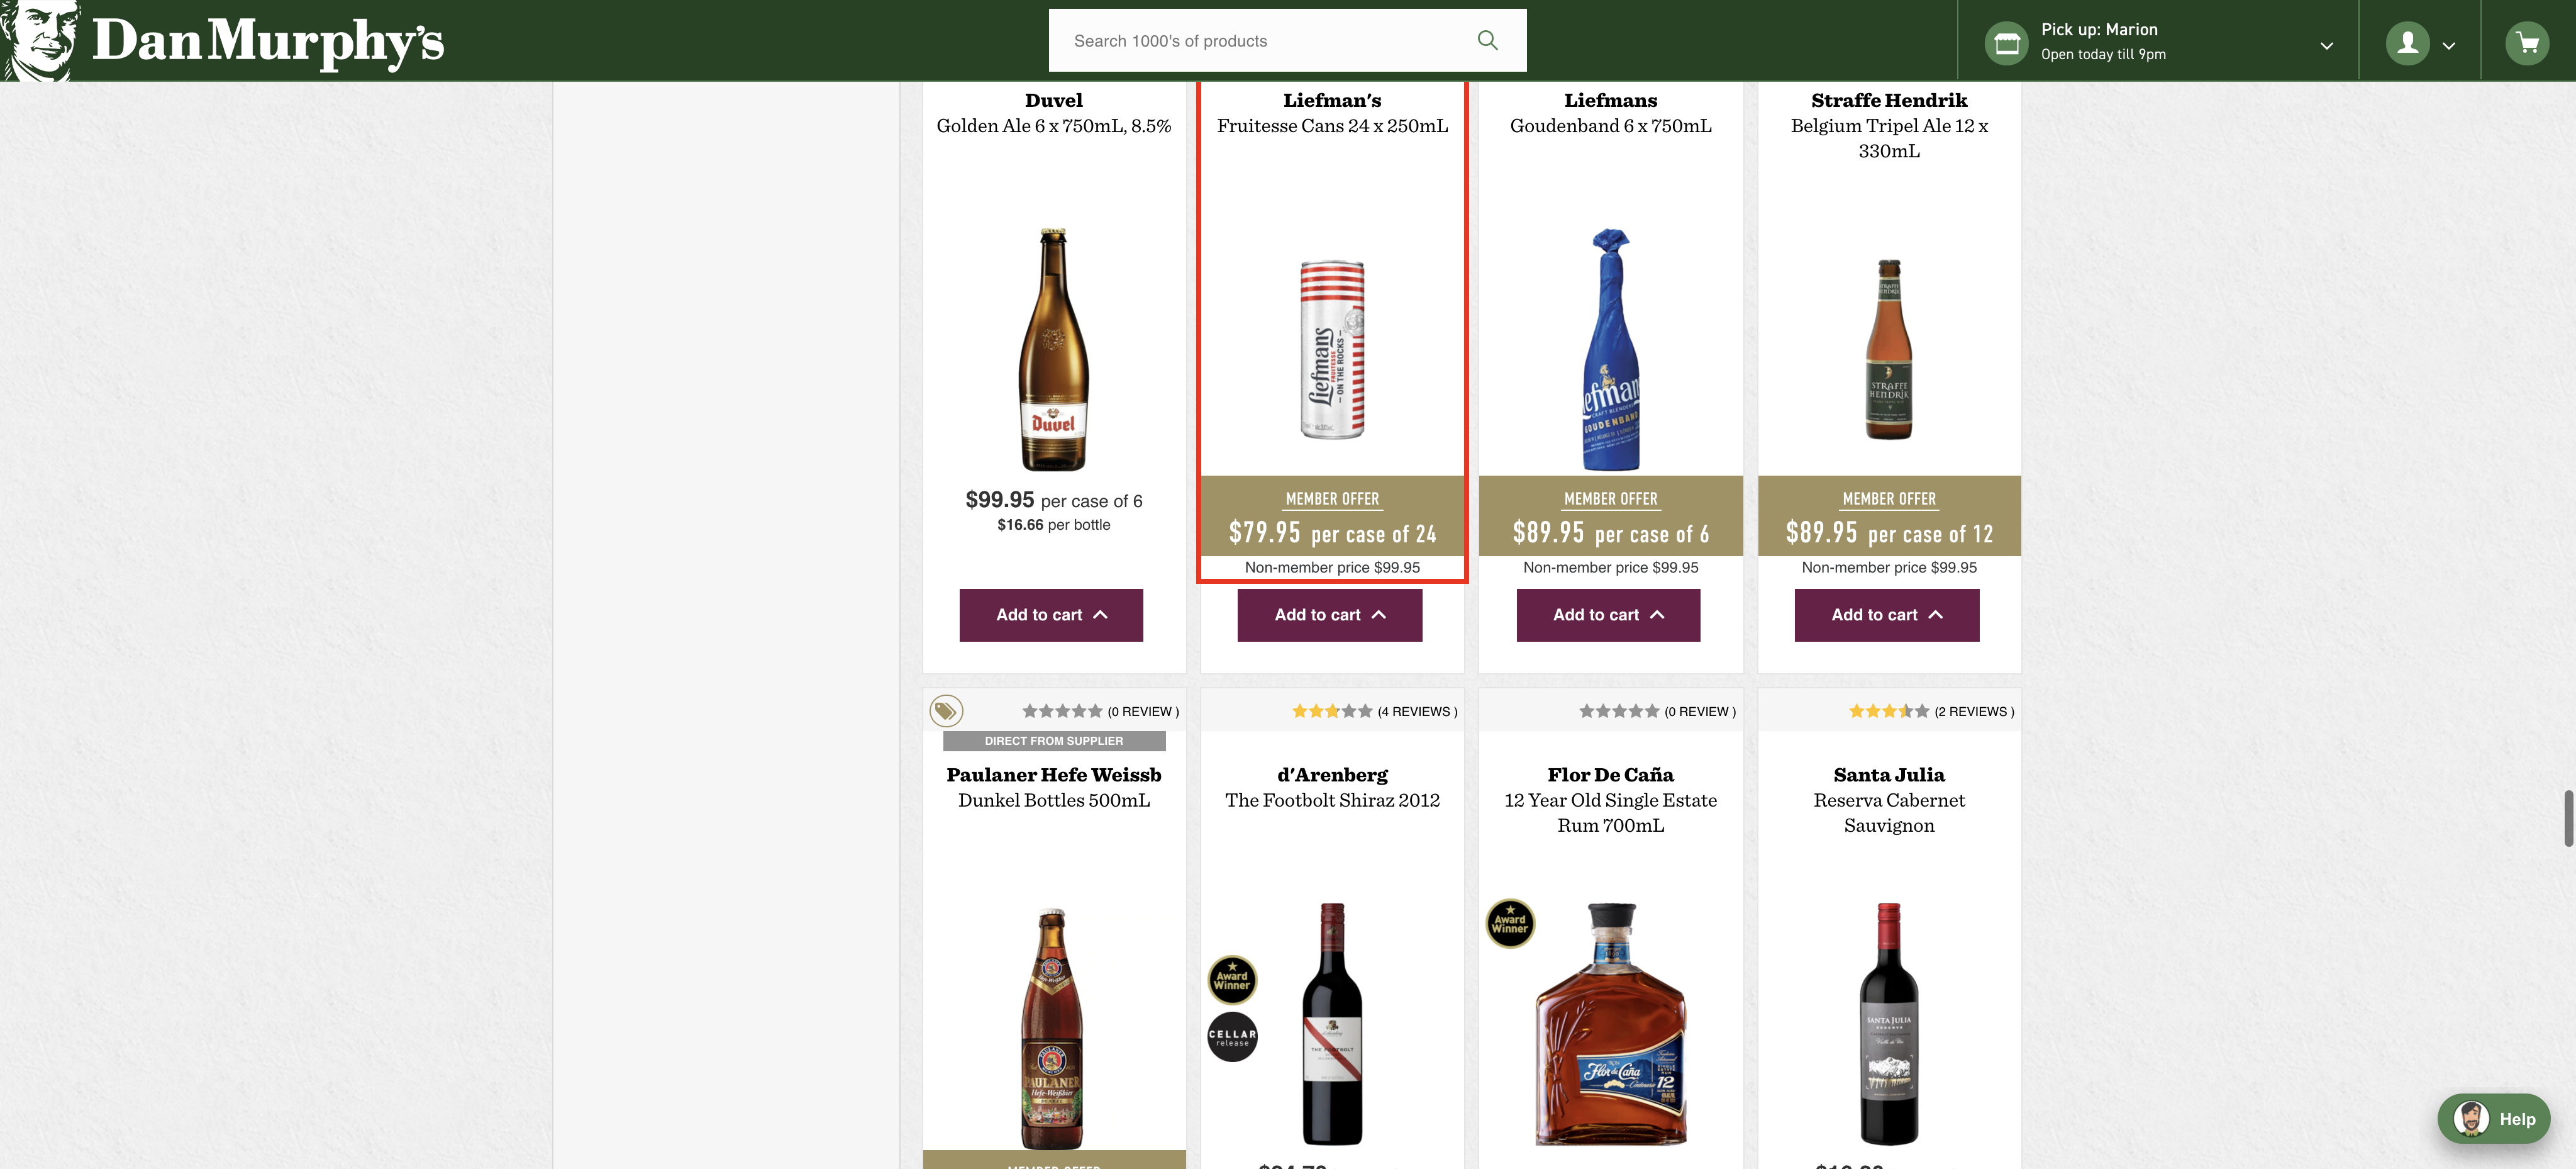 Dan Murphy's
Search 1000's of products
Pick up: Marion
Open today till 9pm
Duvel
Golden Ale 6 x 750mL, 8.5%
Duvel
$99.95 per case of 6
$16.66 per bottle
Add to cart
Liefman's
Fruitesse Cans 24 x 250mL
Liefmans
FRUITESSE
– ON THE ROCKS –
MEMBER OFFER
$79.95 per case of 24
Non-member price $99.95
Add to cart
Liefmans
Goudenband 6 x 750mL
GOUDENBAND
MEMBER OFFER
$89.95 per case of 6
Non-member price $99.95
Add to cart
Straffe Hendrik
Belgium Tripel Ale 12 x
330mL
STRAFFE
HENDRIK
MEMBER OFFER
$89.95 per case of 12
Non-member price $99.95
Add to cart
(0 REVIEW )
DIRECT FROM SUPPLIER
Paulaner Hefe Weissb
Dunkel Bottles 500mL
PAULANER
Hefe-Weißbier
(4 REVIEWS )
d'Arenberg
The Footbolt Shiraz 2012
Award
Winner
CELLAR
release
THE FOOTBOLT
(0 REVIEW )
Flor De Caña
12 Year Old Single Estate
Rum 700mL
Award
Winner
Flor de Caña
12
(2 REVIEWS )
Santa Julia
Reserva Cabernet
Sauvignon
SANTA JULIA
RESERVA
Help